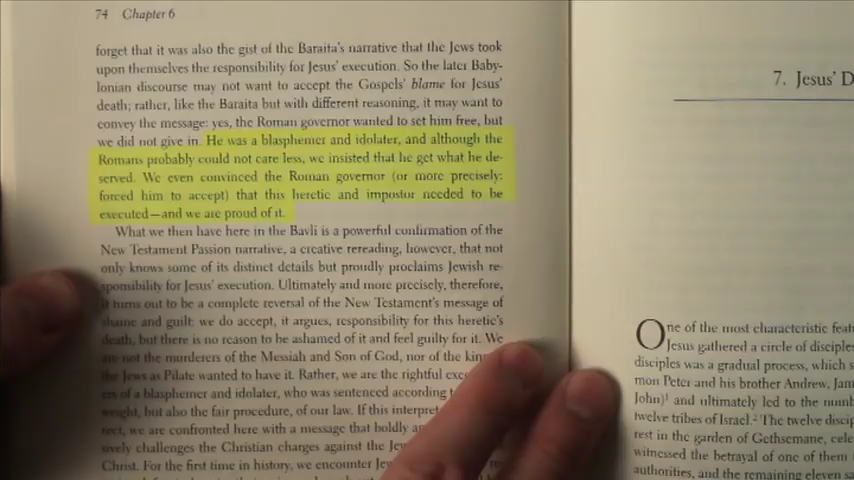 74 Chapter 6
forget that it was also the gist of the Baraita's narrative that the Jews took
upon themselves the responsibility for Jesus' execution. So the later Baby-
lonian discourse may not want to accept the Gospels' blame for Jesus'
death; rather, like the Baraita but with different reasoning, it may want to
convey the message: yes, the Roman governor wanted to set him free, but
we did not give in. He was a blasphemer and idolater, and although the
Romans probably could not care less, we insisted that he get what he de-
served. We even convinced the Roman governor (or more precisely:
forced him to accept) that this heretic and impostor needed to be
executed—and we are proud of it.
What we then have here in the Bavli is a powerful confirmation of the
New Testament Passion narrative, a creative rereading, however, that not
only knows some of its distinct details but proudly proclaims Jewish re-
sponsibility for Jesus' execution. Ultimately and more precisely, therefore,
it turns out to be a complete reversal of the New Testament's message of
shame and guilt: we do accept, it argues, responsibility for this heretic's
death, but there is no reason to be ashamed of it and feel guilty for it. We
are not the murderers of the Messiah and Son of God, nor of the
the Jews as Pilate wanted to have it. Rather, we are the rightful
of a blasphemer and idolater, who was sentenced according
weight, but also the fair procedure, of our law. If this
we are confronted here with a message that boldly
challenges the Christian charges against the
Christ. For the first time in history, we encounter
7. Jesus' D
One of the most characteristic
Jesus gathered a circle of disciples
disciples was a gradual process, which s
mon Peter and his brother Andrew, Jam
John)¹ and ultimately led to the
twelve tribes of Israel.² The twelve
rest in the garden of Gethsemane,
witnessed the betrayal of one of them
authorities, and the remaining eleven